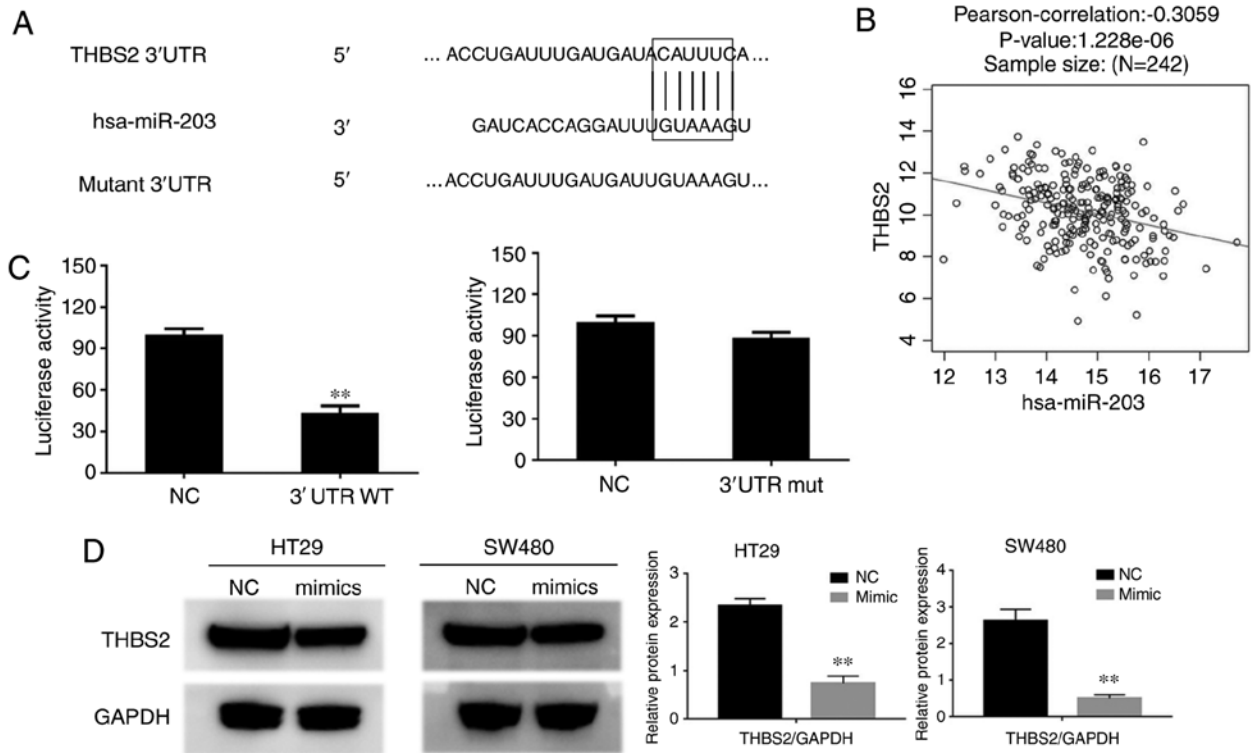 A
THBS2 3′UTR 5′ ... ACCUGAUUUGAUGAUACAUUUCA ...
hsa-miR-203 3′ GAUCACCAGGAUUUGUAAAGU
Mutant 3′UTR 5′ ... ACCUGAUUUGAUGAUUGUAAAGU...
B
Pearson-correlation:-0.3059
P-value:1.228e-06
Sample size: (N=242)
THBS2
16
14
12
10
8
6
4
12 13 14 15 16 17
hsa-miR-203
C
Luciferase activity
150
120
90
60
30
0
**
NC 3′ UTR WT
Luciferase activity
150
120
90
60
30
0
NC 3′UTR mut
D
HT29 SW480
NC mimics NC mimics
THBS2
GAPDH
HT29
Relative protein expression
3
2
1
0
NC
Mimic
**
THBS2/GAPDH
SW480
Relative protein expression
4
3
2
1
0
NC
Mimic
**
THBS2/GAPDH